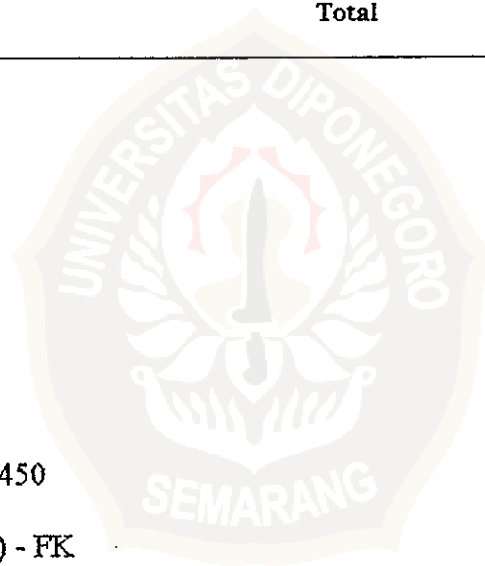 Total
UNIVERSITAS DIPONEGORO
450
) - FK
SEMARANG